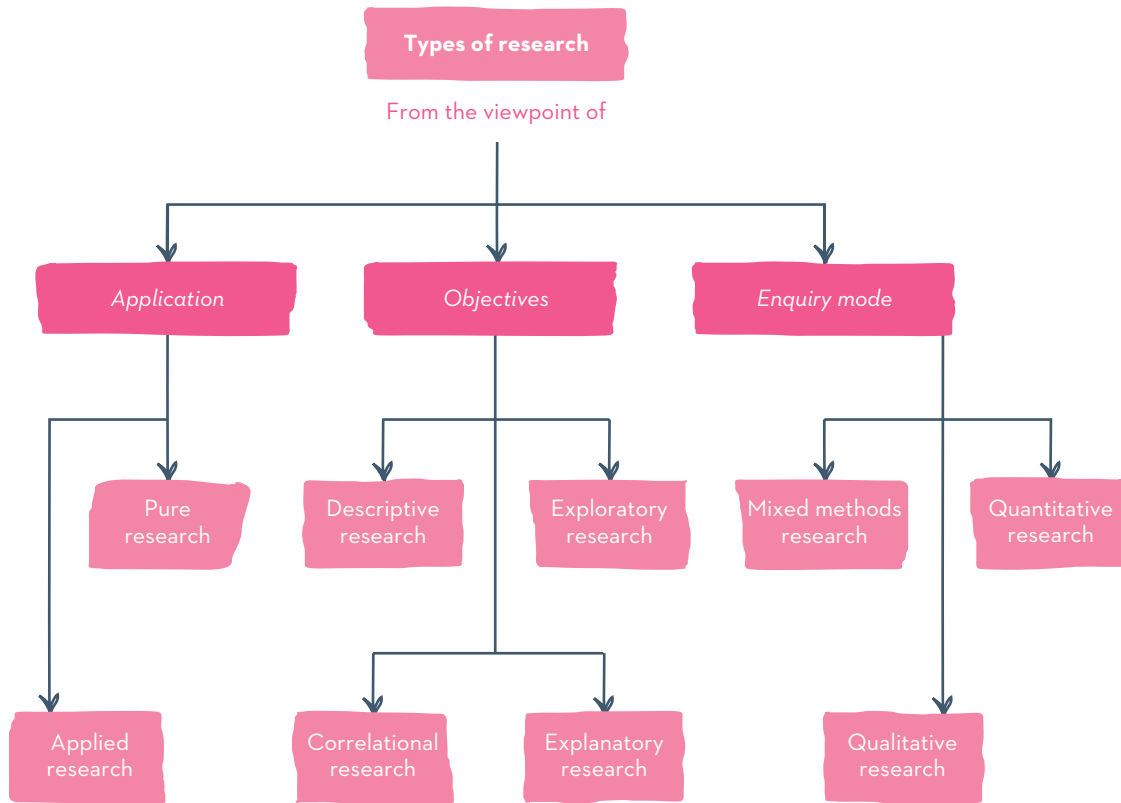 Types of research
From the viewpoint of
Application
Objectives
Enquiry mode
Pure
research
Descriptive
research
Exploratory
research
Mixed methods
research
Quantitative
research
Applied
research
Correlational
research
Explanatory
research
Qualitative
research